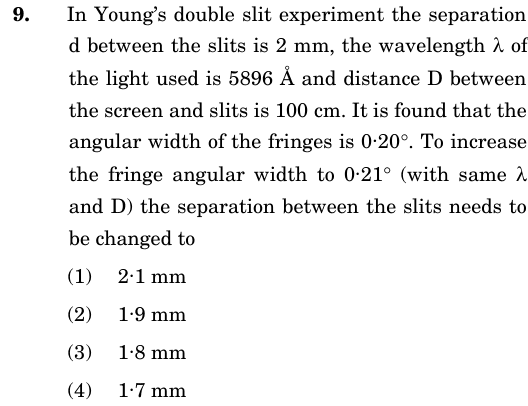 9. In Young's double slit experiment the separation
d between the slits is 2 mm, the wavelength λ of
the light used is 5896 Å and distance D between
the screen and slits is 100 cm. It is found that the
angular width of the fringes is 0·20°. To increase
the fringe angular width to 0·21° (with same λ
and D) the separation between the slits needs to
be changed to
(1) 2·1 mm
(2) 1·9 mm
(3) 1·8 mm
(4) 1·7 mm